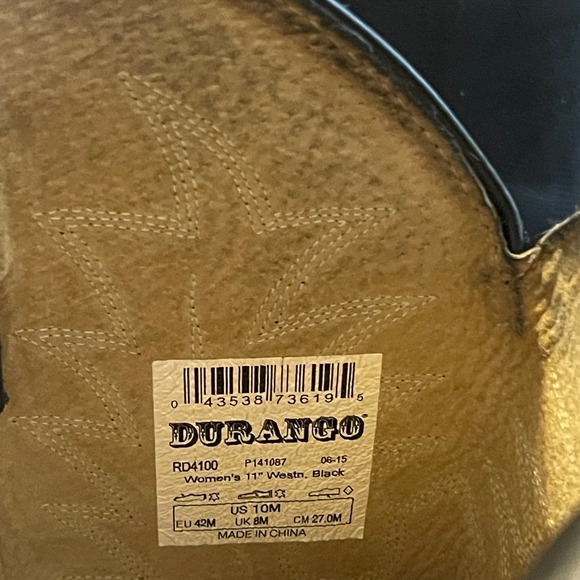 0 43538 73619 5
DURANGO
RD4100 P141087 06-15
Women's 11" Westn, Black
US 10M
EU 42M UK 8M CM 27.0M
MADE IN CHINA